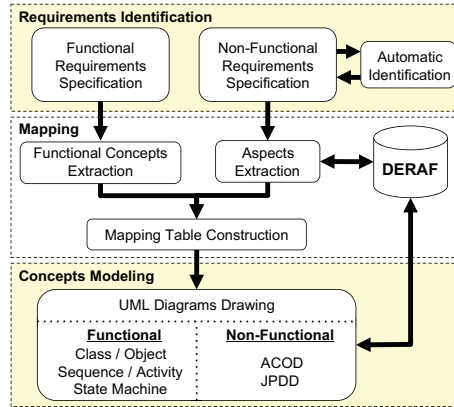 Requirements Identification
Functional
Requirements
Specification
Non-Functional
Requirements
Specification
Automatic
Identification
Mapping
Functional Concepts
Extraction
Aspects
Extraction
DERAF
Mapping Table Construction
Concepts Modeling
UML Diagrams Drawing
Functional
Class / Object
Sequence / Activity
State Machine
Non-Functional
ACOD
JPDD